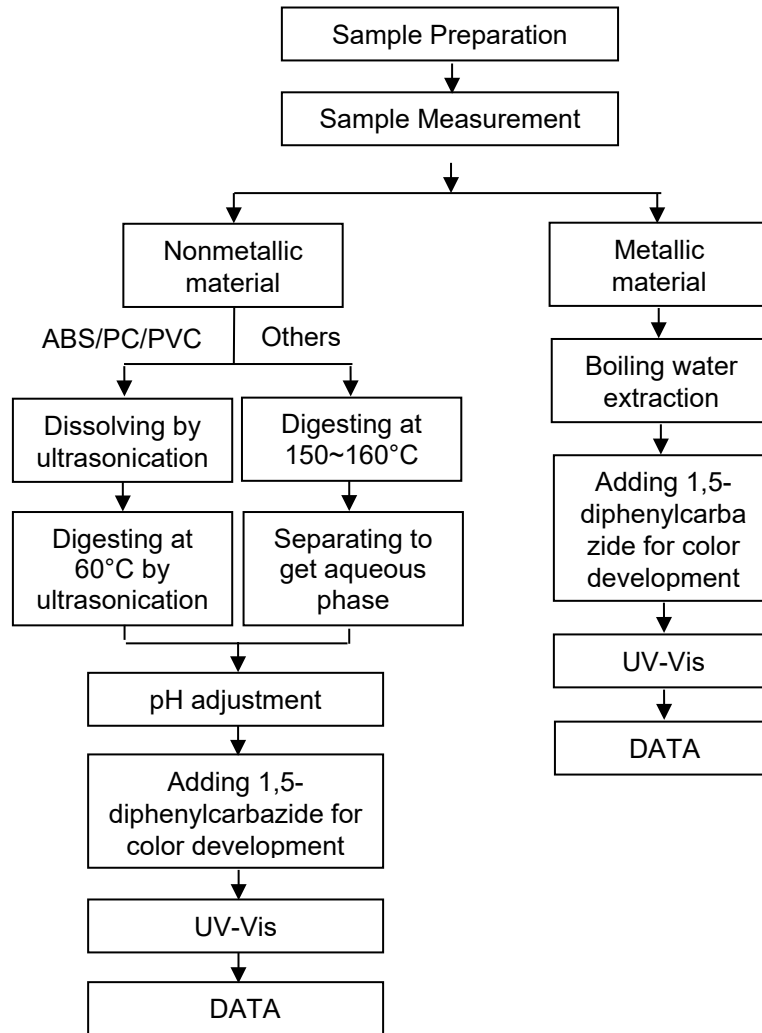 Sample Preparation
Sample Measurement
Nonmetallic
material
Metallic
material
ABS/PC/PVC
Others
Boiling water
extraction
Dissolving by
ultrasonication
Digesting at
150~160°C
Adding 1,5-
diphenylcarba
zide for color
development
Digesting at
60°C by
ultrasonication
Separating to
get aqueous
phase
UV-Vis
pH adjustment
DATA
Adding 1,5-
diphenylcarbazide for
color development
UV-Vis
DATA